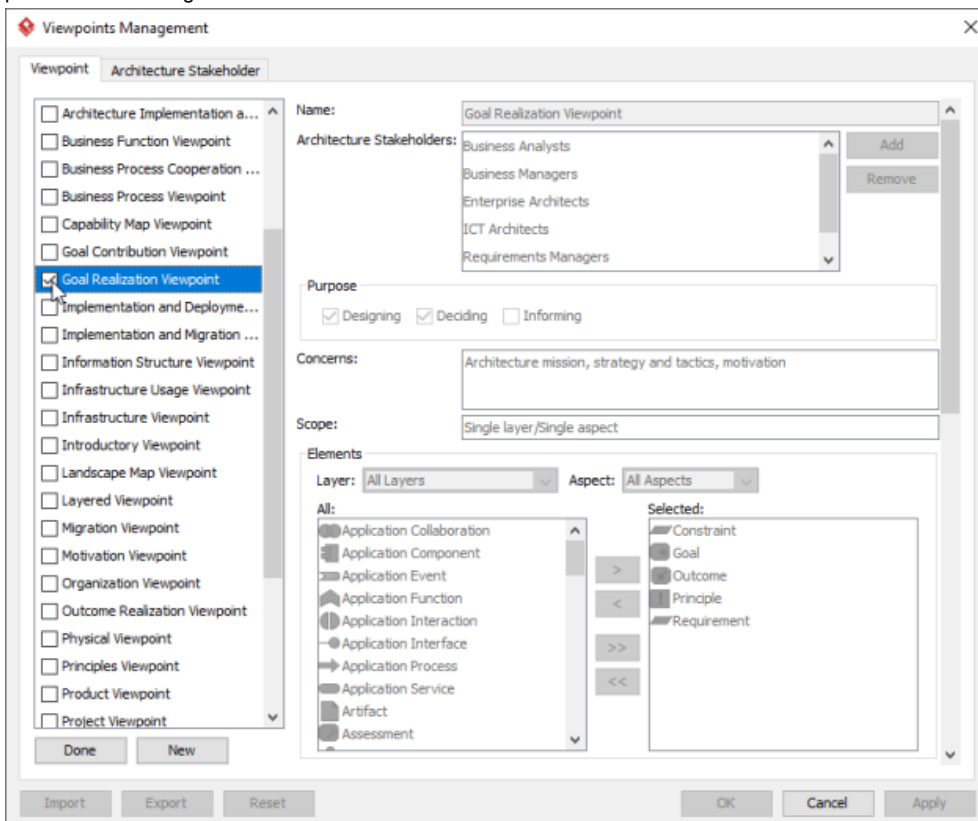 Viewpoints Management
Viewpoint Architecture Stakeholder
Architecture Implementation a...
Business Function Viewpoint
Business Process Cooperation ...
Business Process Viewpoint
Capability Map Viewpoint
Goal Contribution Viewpoint
Goal Realization Viewpoint
Implementation and Deployme...
Implementation and Migration ...
Information Structure Viewpoint
Infrastructure Usage Viewpoint
Infrastructure Viewpoint
Introductory Viewpoint
Landscape Map Viewpoint
Layered Viewpoint
Migration Viewpoint
Motivation Viewpoint
Organization Viewpoint
Outcome Realization Viewpoint
Physical Viewpoint
Principles Viewpoint
Product Viewpoint
Project Viewpoint
Done New
Name: Goal Realization Viewpoint
Architecture Stakeholders:
Business Analysts
Business Managers
Enterprise Architects
ICT Architects
Requirements Managers
Add
Remove
Purpose
Designing Deciding Informing
Concerns: Architecture mission, strategy and tactics, motivation
Scope: Single layer/Single aspect
Elements
Layer: All Layers Aspect: All Aspects
All:
Application Collaboration
Application Component
Application Event
Application Function
Application Interaction
Application Interface
Application Process
Application Service
Artifact
Assessment
>
<
>>
<<
Selected:
Constraint
Goal
Outcome
Principle
Requirement
Import Export Reset OK Cancel Apply